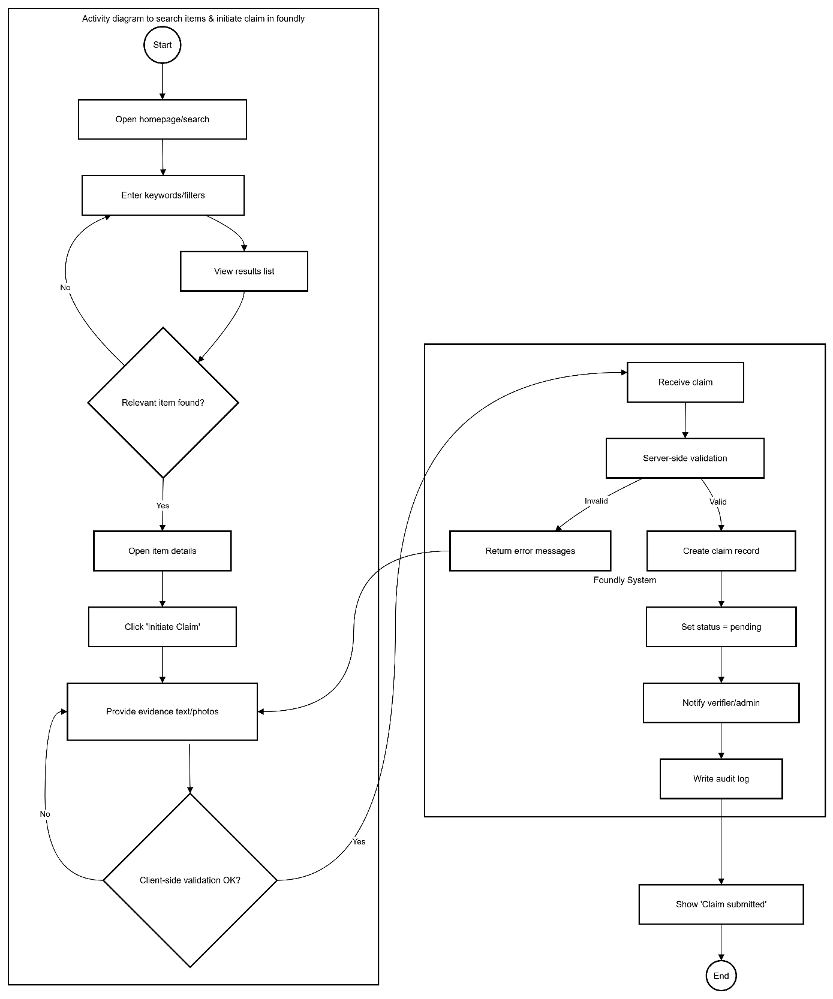 Activity diagram to search items & initiate claim in foundly
Start
Open homepage/search
Enter keywords/filters
View results list
No
Relevant item found?
Yes
Open item details
Click 'Initiate Claim'
Provide evidence text/photos
No
Client-side validation OK?
Yes
Receive claim
Server-side validation
Invalid
Valid
Return error messages
Create claim record
Foundly System
Set status = pending
Notify verifier/admin
Write audit log
Show 'Claim submitted'
End